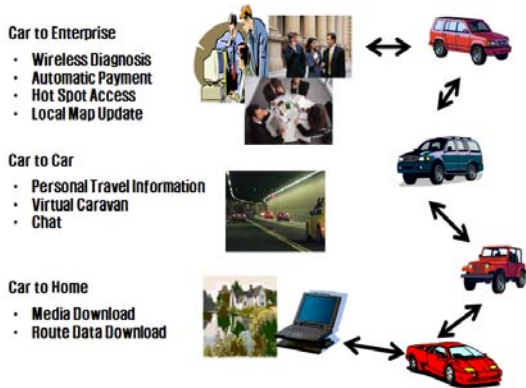 Car to Enterprise
• Wireless Diagnosis
• Automatic Payment
• Hot Spot Access
• Local Map Update
Car to Car
• Personal Travel Information
• Virtual Caravan
• Chat
Car to Home
• Media Download
• Route Data Download